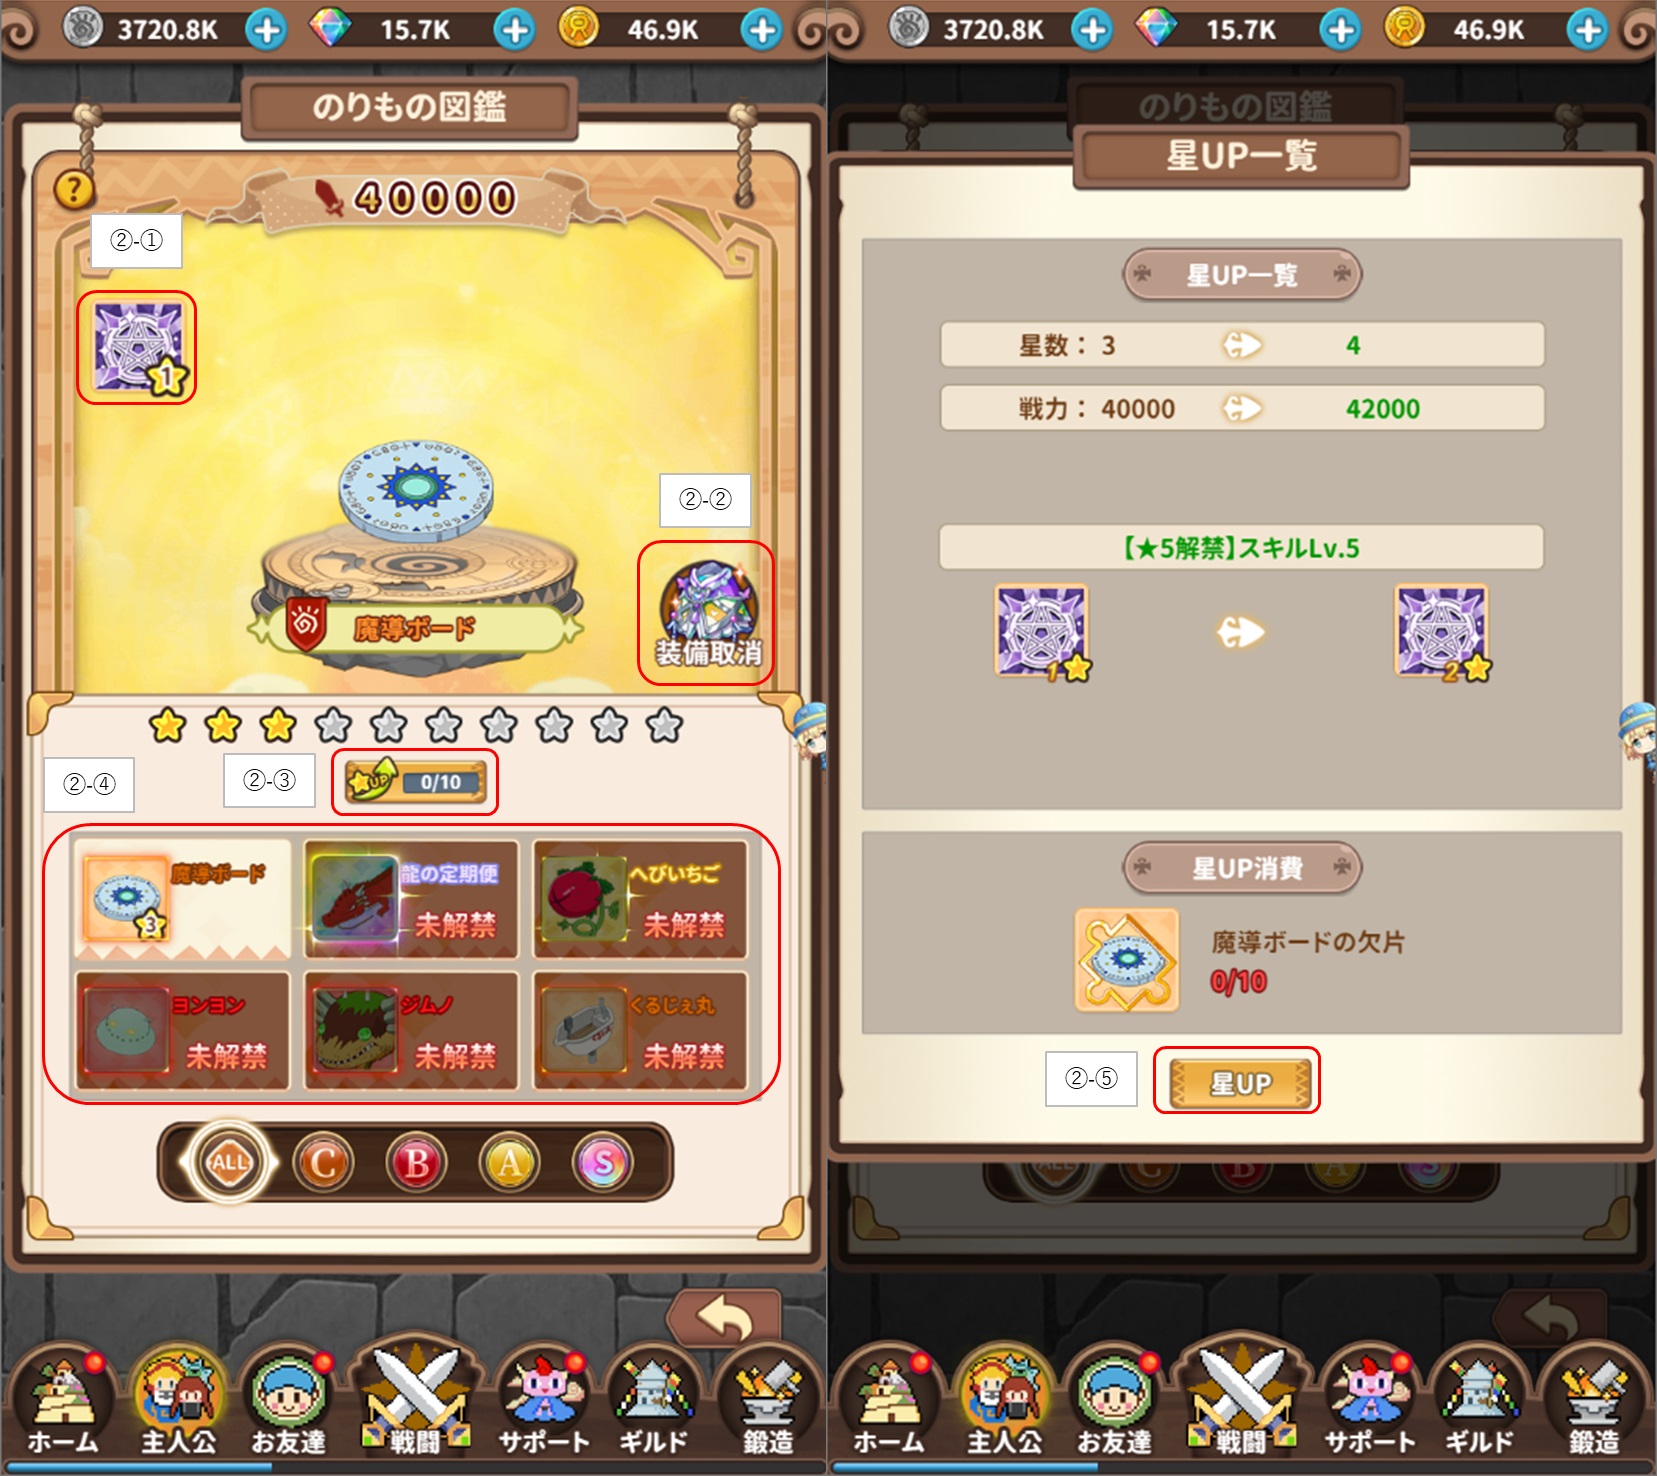 3720.8K
15.7K
46.9K
のりもの図鑑
?
40000
②-①
1
②-②
魔導ボード
装備取消
②-④
②-③
UP
0/10
魔導ボード
3
龍の定期便
未解禁
へびいちご
未解禁
ヨンヨン
未解禁
ジムノ
未解禁
くるじぇ丸
未解禁
ALL
C
B
A
S
ホーム
主人公
お友達
戦闘
サポート
ギルド
鍛造
3720.8K
15.7K
46.9K
のりもの図鑑
星UP一覧
星UP一覧
星数： 3
4
戦力： 40000
42000
【★5解禁】スキルLv.5
1
2
星UP消費
魔導ボードの欠片
0/10
②-⑤
星UP
ALL
C
B
A
S
ホーム
主人公
お友達
戦闘
サポート
ギルド
鍛造